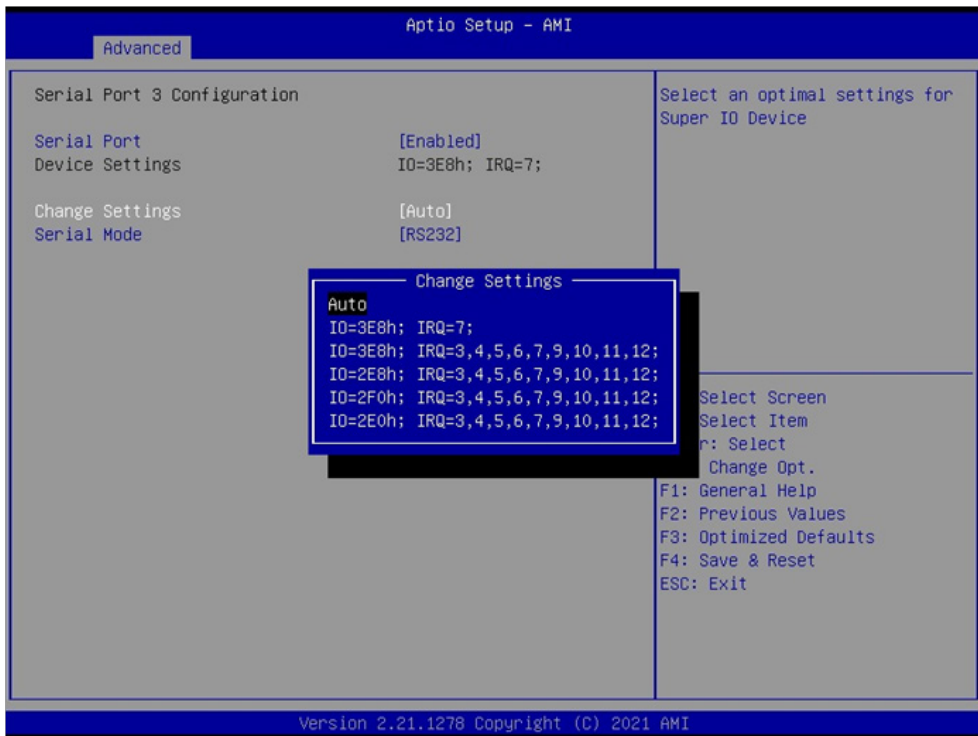 Aptio Setup – AMI
Advanced
Serial Port 3 Configuration
Serial Port [Enabled]
Device Settings IO=3E8h; IRQ=7;
Change Settings [Auto]
Serial Mode [RS232]
Select an optimal settings for
Super IO Device
Change Settings
Auto
IO=3E8h; IRQ=7;
IO=3E8h; IRQ=3,4,5,6,7,9,10,11,12;
IO=2E8h; IRQ=3,4,5,6,7,9,10,11,12;
IO=2F0h; IRQ=3,4,5,6,7,9,10,11,12;
IO=2E0h; IRQ=3,4,5,6,7,9,10,11,12;
Select Screen
Select Item
r: Select
Change Opt.
F1: General Help
F2: Previous Values
F3: Optimized Defaults
F4: Save & Reset
ESC: Exit
Version 2.21.1278 Copyright (C) 2021 AMI